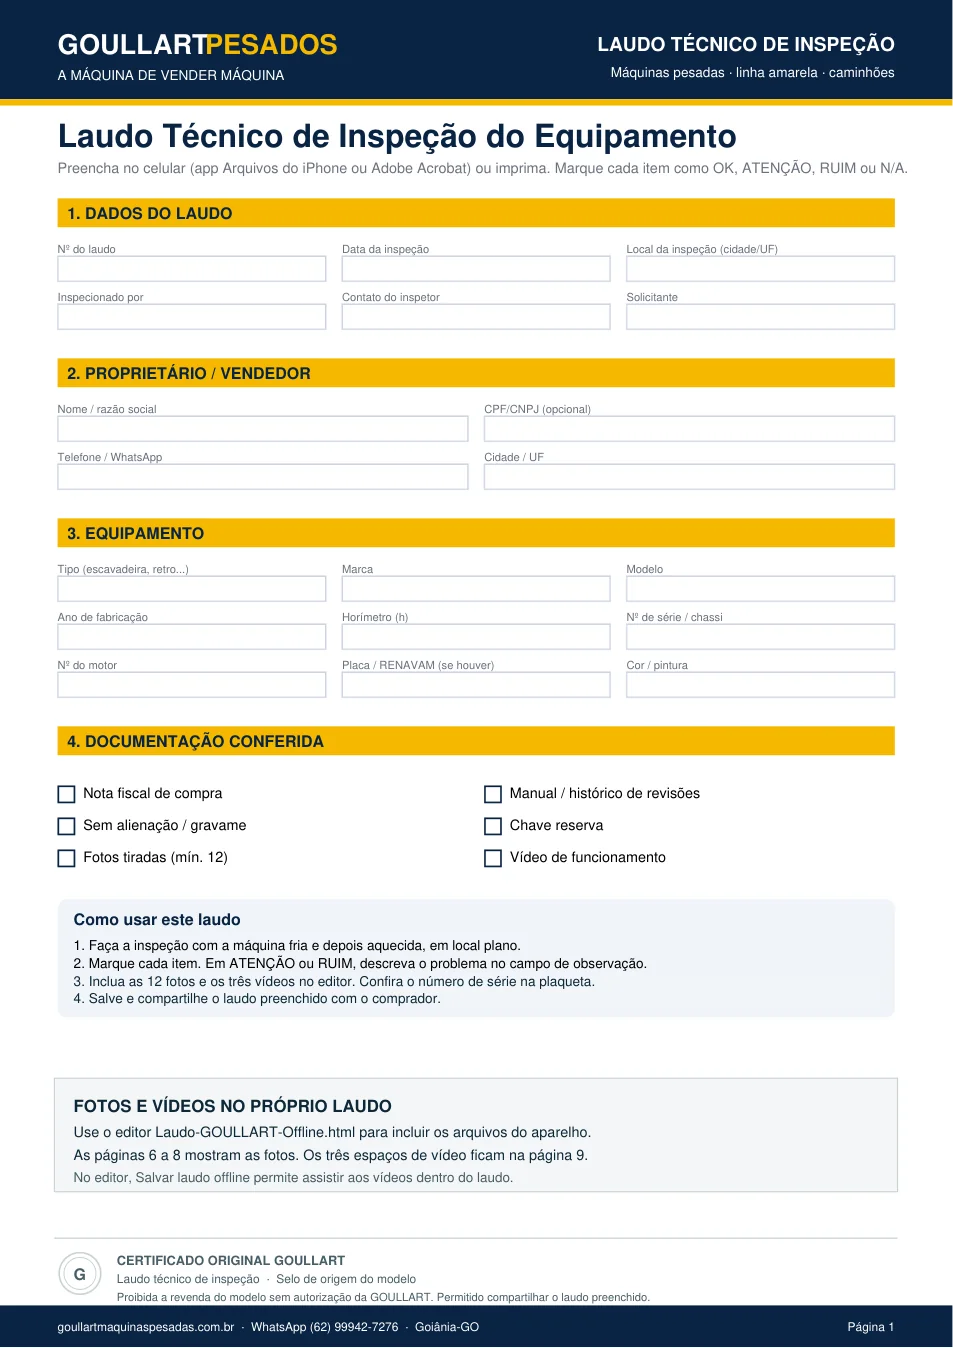 GOULLARTPESADOS
A MÁQUINA DE VENDER MÁQUINA
LAUDO TÉCNICO DE INSPEÇÃO
Máquinas pesadas · linha amarela · caminhões
Laudo Técnico de Inspeção do Equipamento
Preencha no celular (app Arquivos do iPhone ou Adobe Acrobat) ou imprima. Marque cada item como OK, ATENÇÃO, RUIM ou N/A.
1. DADOS DO LAUDO
Nº do laudo
Data da inspeção
Local da inspeção (cidade/UF)
Inspecionado por
Contato do inspetor
Solicitante
2. PROPRIETÁRIO / VENDEDOR
Nome / razão social
CPF/CNPJ (opcional)
Telefone / WhatsApp
Cidade / UF
3. EQUIPAMENTO
Tipo (escavadeira, retro...)
Marca
Modelo
Ano de fabricação
Horímetro (h)
Nº de série / chassi
Nº do motor
Placa / RENAVAM (se houver)
Cor / pintura
4. DOCUMENTAÇÃO CONFERIDA
Nota fiscal de compra
Manual / histórico de revisões
Sem alienação / gravame
Chave reserva
Fotos tiradas (mín. 12)
Vídeo de funcionamento
Como usar este laudo
1. Faça a inspeção com a máquina fria e depois aquecida, em local plano.
2. Marque cada item. Em ATENÇÃO ou RUIM, descreva o problema no campo de observação.
3. Inclua as 12 fotos e os três vídeos no editor. Confira o número de série na plaqueta.
4. Salve e compartilhe o laudo preenchido com o comprador.
FOTOS E VÍDEOS NO PRÓPRIO LAUDO
Use o editor Laudo-GOULLART-Offline.html para incluir os arquivos do aparelho.
As páginas 6 a 8 mostram as fotos. Os três espaços de vídeo ficam na página 9.
No editor, Salvar laudo offline permite assistir aos vídeos dentro do laudo.
G
CERTIFICADO ORIGINAL GOULLART
Laudo técnico de inspeção · Selo de origem do modelo
Proibida a revenda do modelo sem autorização da GOULLART. Permitido compartilhar o laudo preenchido.
goullartmaquinaspesadas.com.br · WhatsApp (62) 99942-7276 · Goiânia-GO
Página 1